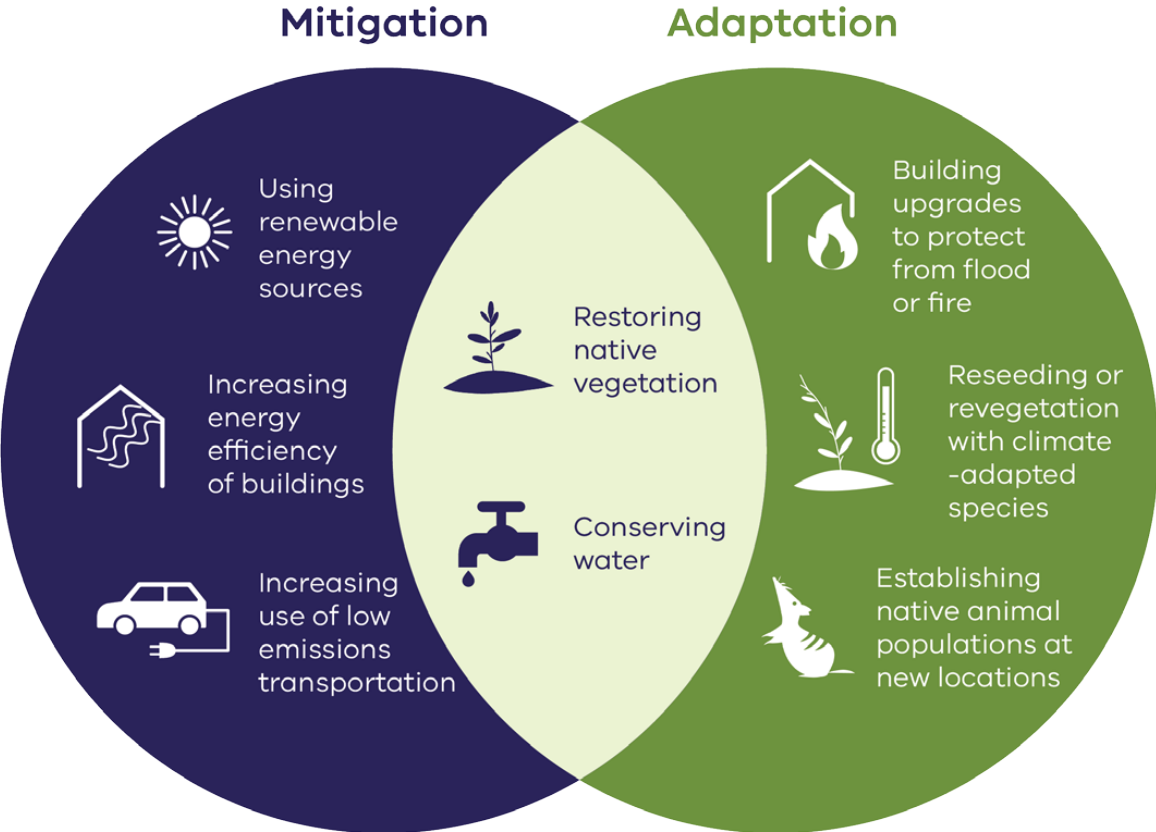 Mitigation
Adaptation
Using
renewable
energy
sources
Increasing
energy
efficiency
of buildings
Increasing
use of low
emissions
transportation
Restoring
native
vegetation
Conserving
water
Building
upgrades
to protect
from flood
or fire
Reseeding or
revegetation
with climate
-adapted
species
Establishing
native animal
populations at
new locations